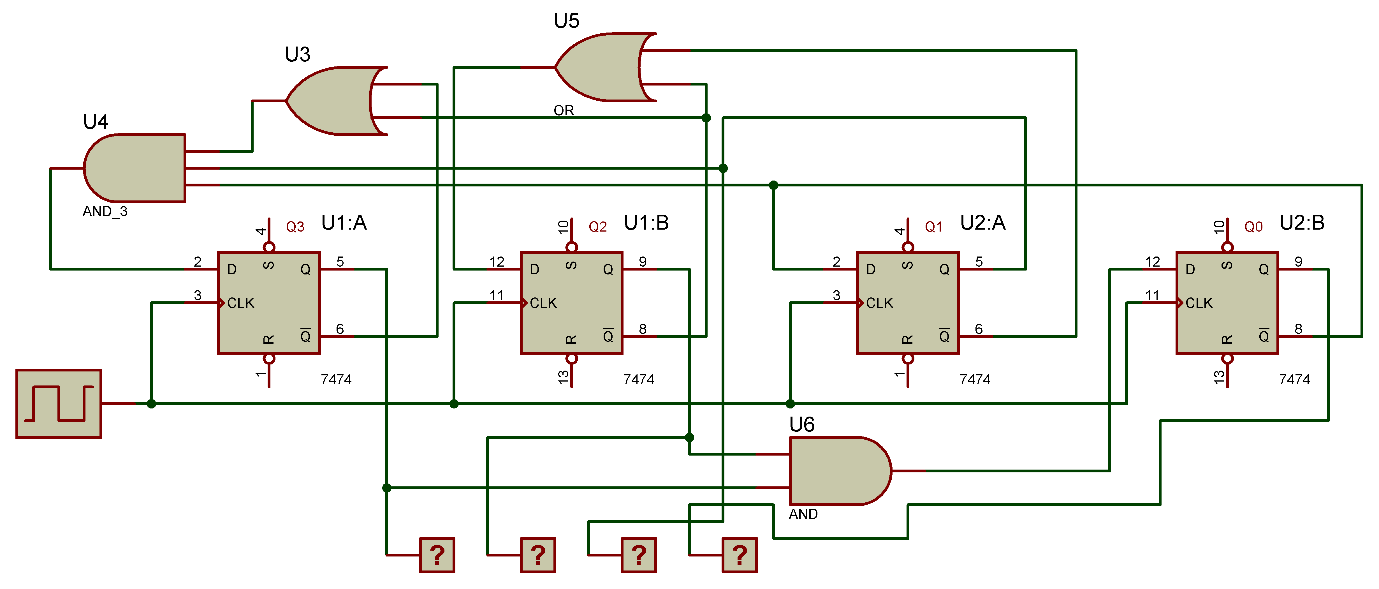 U5
U3
OR
U4
AND_3
4 Q3 U1:A
10 Q2 U1:B
4 Q1 U2:A
10 Q0 U2:B
2 D S Q 5
12 D S Q 9
2 D S Q 5
12 D S Q 9
3 CLK
11 CLK
3 CLK
11 CLK
R Q 6
R Q 8
R Q 6
R Q 8
1 7474
13 7474
1 7474
13 7474
U6
AND
? ? ? ?